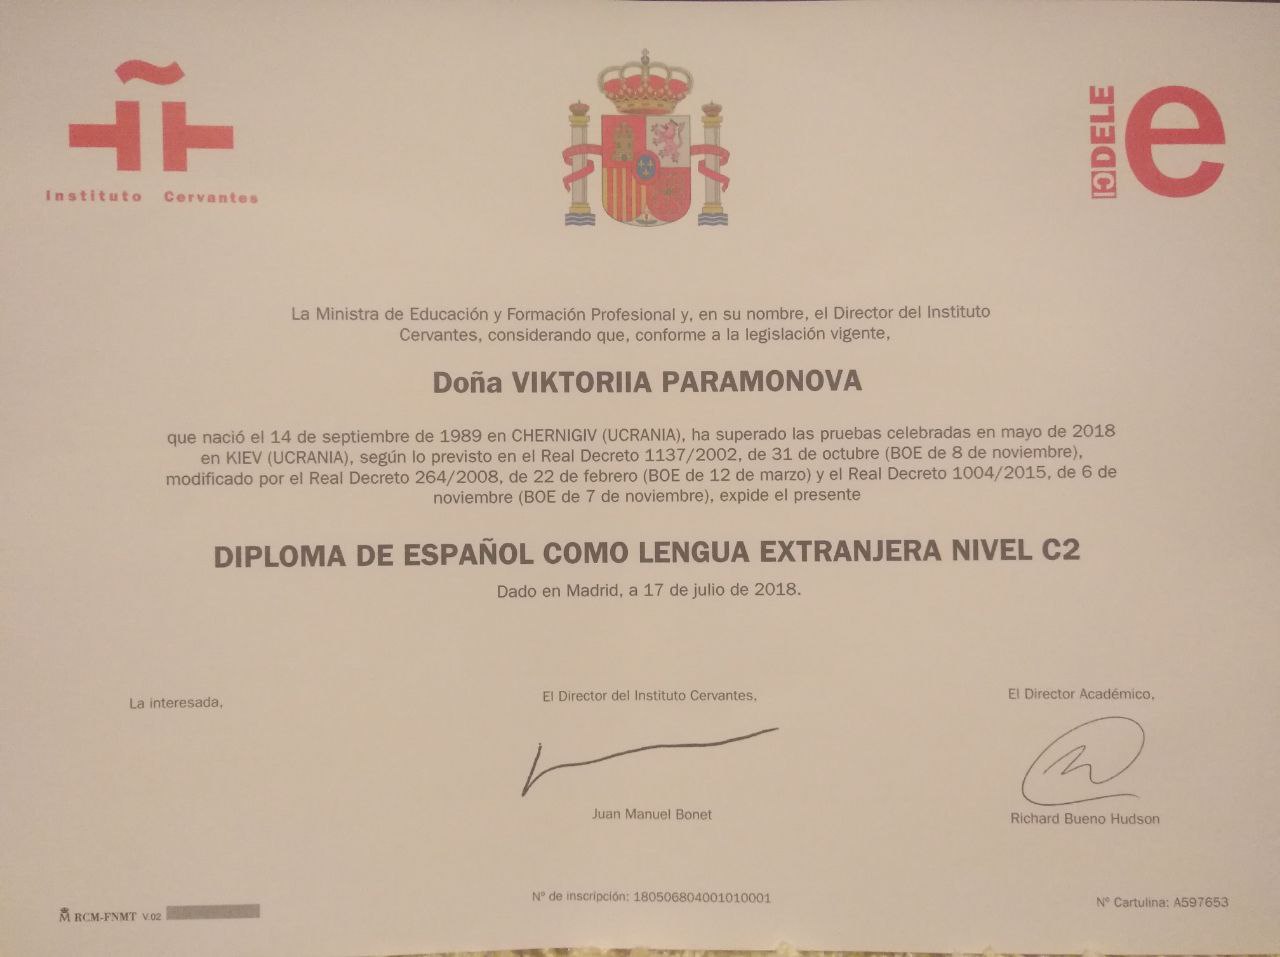 Instituto Cervantes
DELE
e
La Ministra de Educación y Formación Profesional y, en su nombre, el Director del Instituto
Cervantes, considerando que, conforme a la legislación vigente,
Doña VIKTORIIA PARAMONOVA
que nació el 14 de septiembre de 1989 en CHERNIGIV (UCRANIA), ha superado las pruebas celebradas en mayo de 2018
en KIEV (UCRANIA), según lo previsto en el Real Decreto 1137/2002, de 31 de octubre (BOE de 8 de noviembre),
modificado por el Real Decreto 264/2008, de 22 de febrero (BOE de 12 de marzo) y el Real Decreto 1004/2015, de 6 de
noviembre (BOE de 7 de noviembre), expide el presente
DIPLOMA DE ESPAÑOL COMO LENGUA EXTRANJERA NIVEL C2
Dado en Madrid, a 17 de julio de 2018.
La interesada,
El Director del Instituto Cervantes,
El Director Académico,
Juan Manuel Bonet
Richard Bueno Hudson
Nº de inscripción: 180506804001010001
Nº Cartulina: A597653
M RCM-FNMT V.02